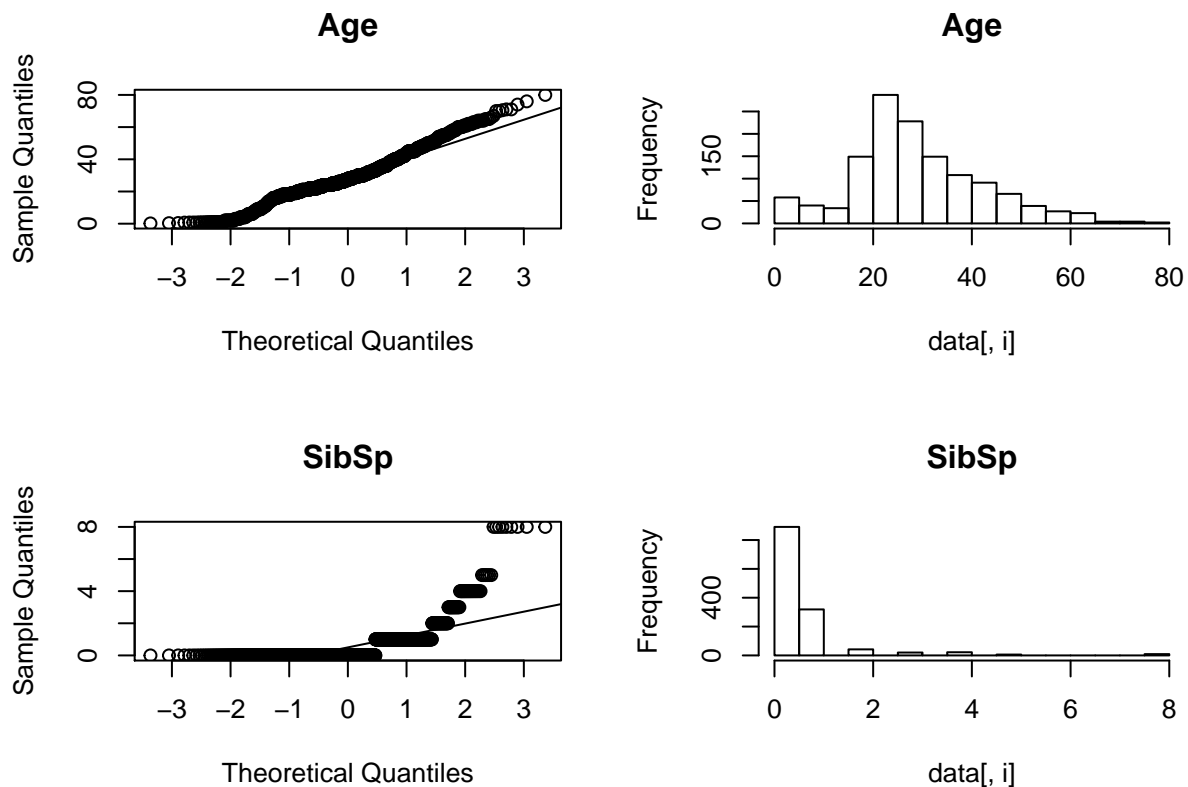 Age
Sample Quantiles
0 40 80
−3 −2 −1 0 1 2 3
Theoretical Quantiles
Age
Frequency
0 150
0 20 40 60 80
data[, i]
SibSp
Sample Quantiles
0 4 8
−3 −2 −1 0 1 2 3
Theoretical Quantiles
SibSp
Frequency
0 400
0 2 4 6 8
data[, i]